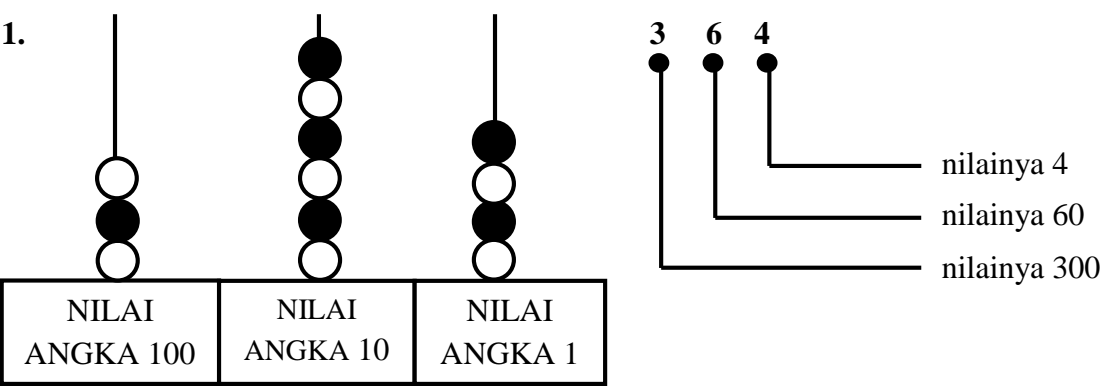 1.
3 6 4
nilainya 4
nilainya 60
nilainya 300
NILAI
ANGKA 100
NILAI
ANGKA 10
NILAI
ANGKA 1